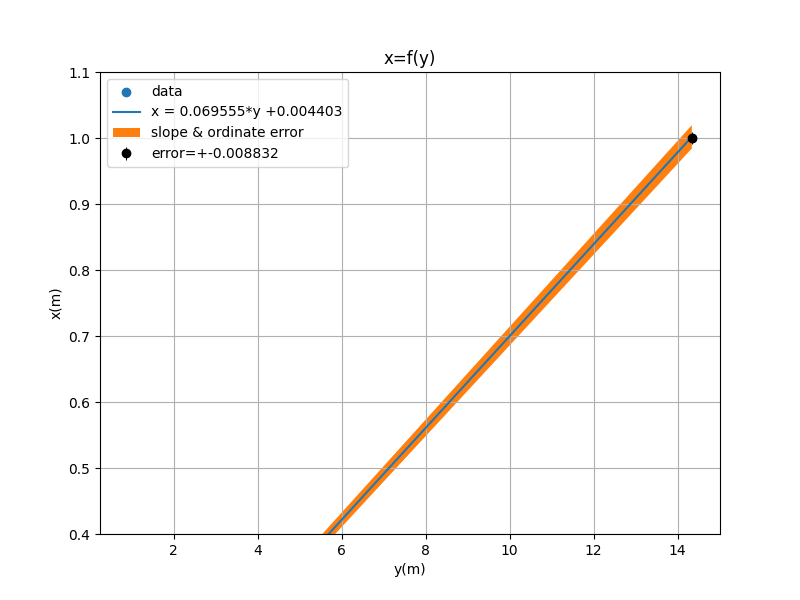 x=f(y)
data
x = 0.069555*y +0.004403
slope & ordinate error
error=+-0.008832
1.1
1.0
0.9
0.8
0.7
0.6
0.5
0.4
x(m)
2 4 6 8 10 12 14
y(m)